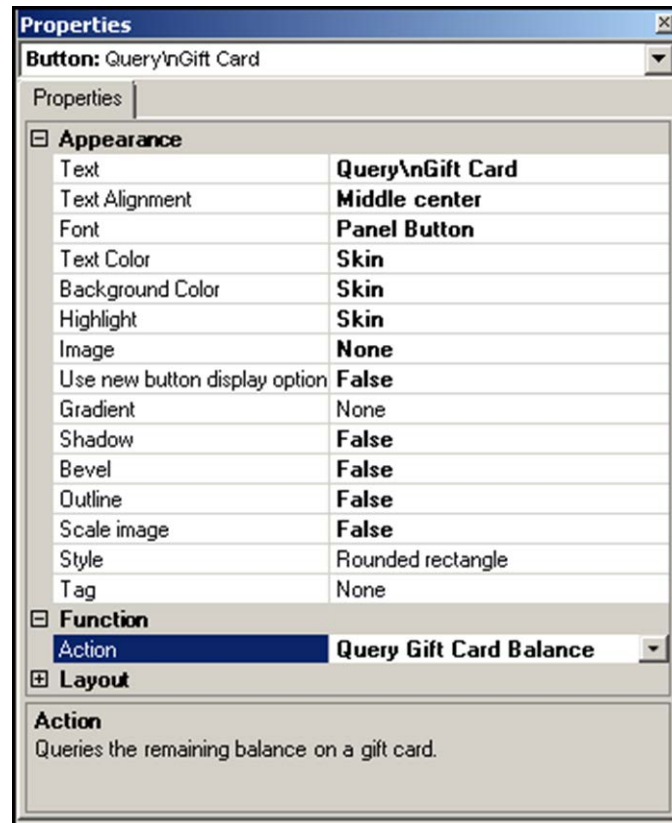 Properties
Button: Query\nGift Card
Properties
Appearance
Text Query\nGift Card
Text Alignment Middle center
Font Panel Button
Text Color Skin
Background Color Skin
Highlight Skin
Image None
Use new button display option False
Gradient None
Shadow False
Bevel False
Outline False
Scale image False
Style Rounded rectangle
Tag None
Function
Action Query Gift Card Balance
Layout
Action
Queries the remaining balance on a gift card.